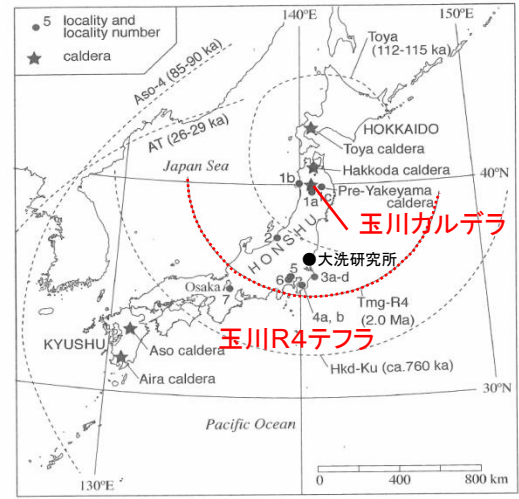 140°E
150°E
5 locality and
locality number
caldera
Aso-4 (85-90 ka)
AT (26-29 ka)
Toya
(112-115 ka)
HOKKAIDO
Toya caldera
Japan Sea
Hakkoda caldera
1b
1a
Pre-Yakeyama
caldera
40°N
玉川カルデラ
2
HONSHU
大洗研究所
5
6
3a-d
Osaka
7
4a, b
Tmg-R4
(2.0 Ma)
玉川R4テフラ
KYUSHU
Aso caldera
Hkd-Ku (ca.760 ka)
Aira caldera
30°N
Pacific Ocean
130°E
0 400 800 km